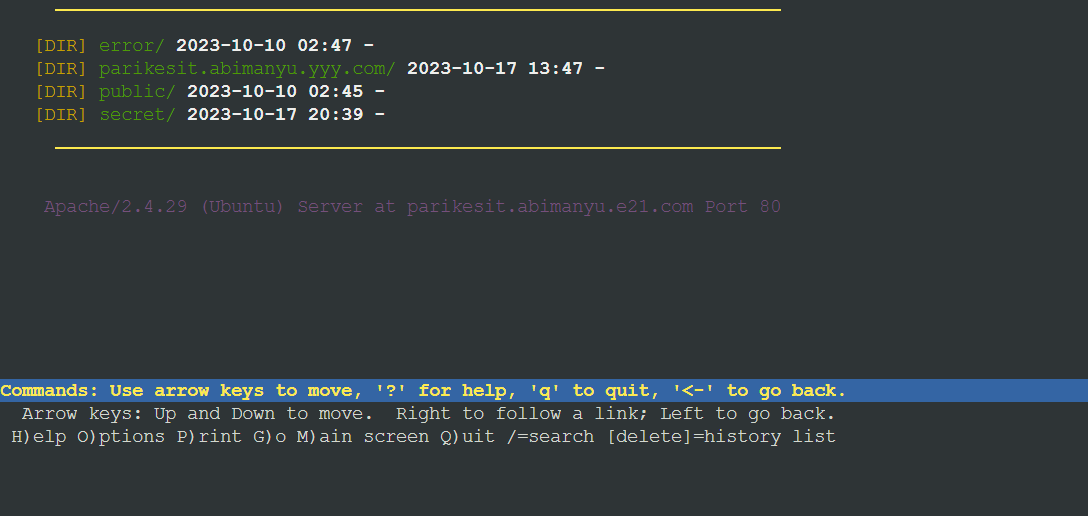 [DIR] error/ 2023-10-10 02:47 -
[DIR] parikesit.abimanyu.yyy.com/ 2023-10-17 13:47 -
[DIR] public/ 2023-10-10 02:45 -
[DIR] secret/ 2023-10-17 20:39 -
Apache/2.4.29 (Ubuntu) Server at parikesit.abimanyu.e21.com Port 80
Commands: Use arrow keys to move, '?' for help, 'q' to quit, '<-' to go back.
Arrow keys: Up and Down to move. Right to follow a link; Left to go back.
H)elp O)ptions P)rint G)o M)ain screen Q)uit /=search [delete]=history list